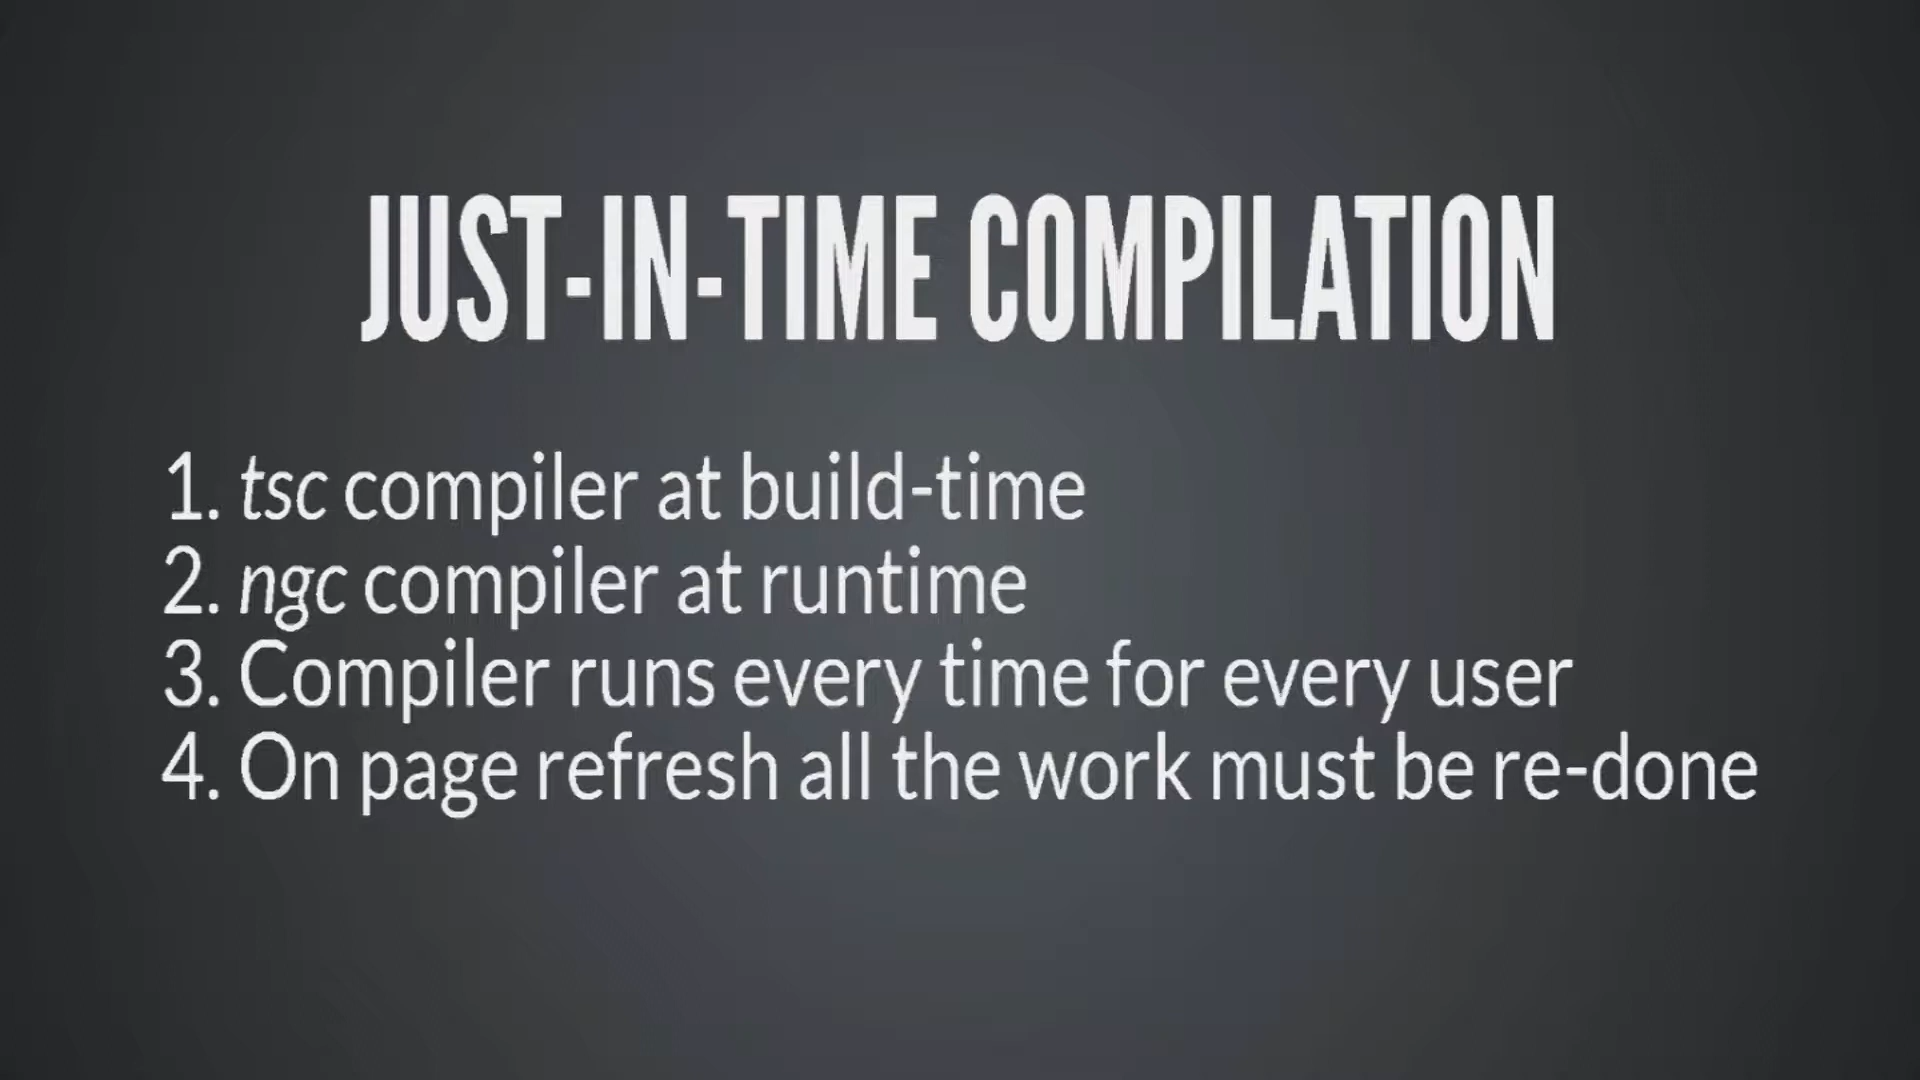 JUST-IN-TIME COMPILATION
1. tsc compiler at build-time
2. ngc compiler at runtime
3. Compiler runs every time for every user
4. On page refresh all the work must be re-done